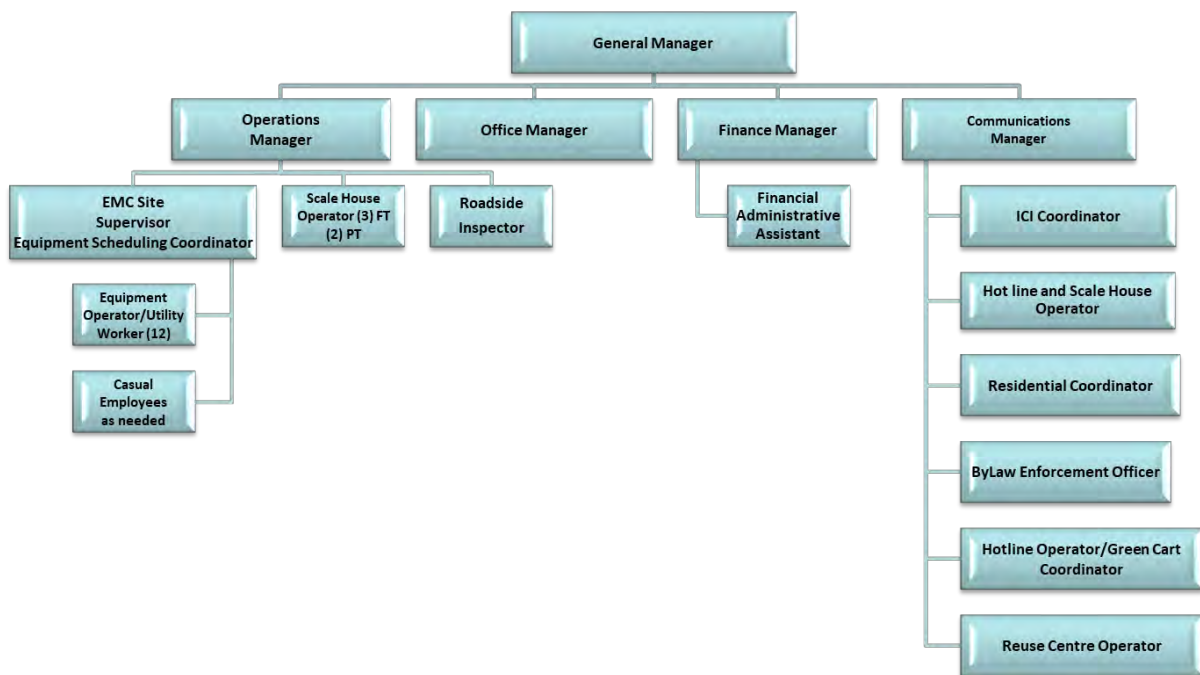 General Manager
Operations
Manager
Office Manager
Finance Manager
Communications
Manager
EMC Site
Supervisor
Equipment Scheduling Coordinator
Scale House
Operator (3) FT
(2) PT
Roadside
Inspector
Financial
Administrative
Assistant
Equipment
Operator/Utility
Worker (12)
Casual
Employees
as needed
ICI Coordinator
Hot line and Scale House
Operator
Residential Coordinator
ByLaw Enforcement Officer
Hotline Operator/Green Cart
Coordinator
Reuse Centre Operator